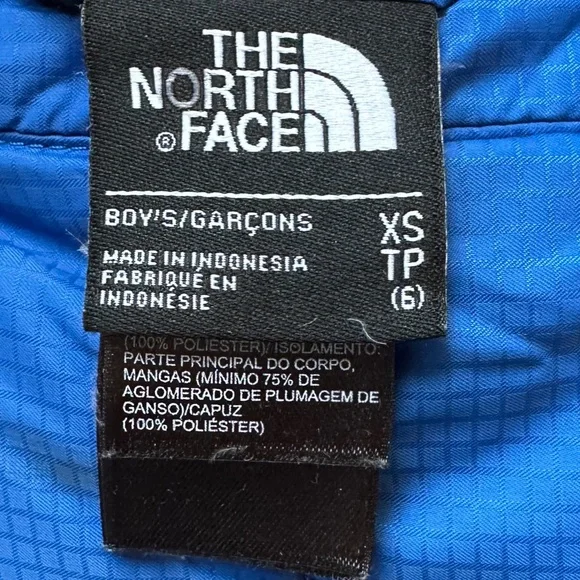 THE
NORTH
® FACE
BOY'S/GARÇONS
XS
TP
(6)
MADE IN INDONESIA
FABRIQUÉ EN
INDONÉSIE
(100% POLIÉSTER)/ISOLAMENTO:
PARTE PRINCIPAL DO CORPO,
MANGAS (MÍNIMO 75% DE
AGLOMERADO DE PLUMAGEM DE
GANSO)/CAPUZ
(100% POLIÉSTER)